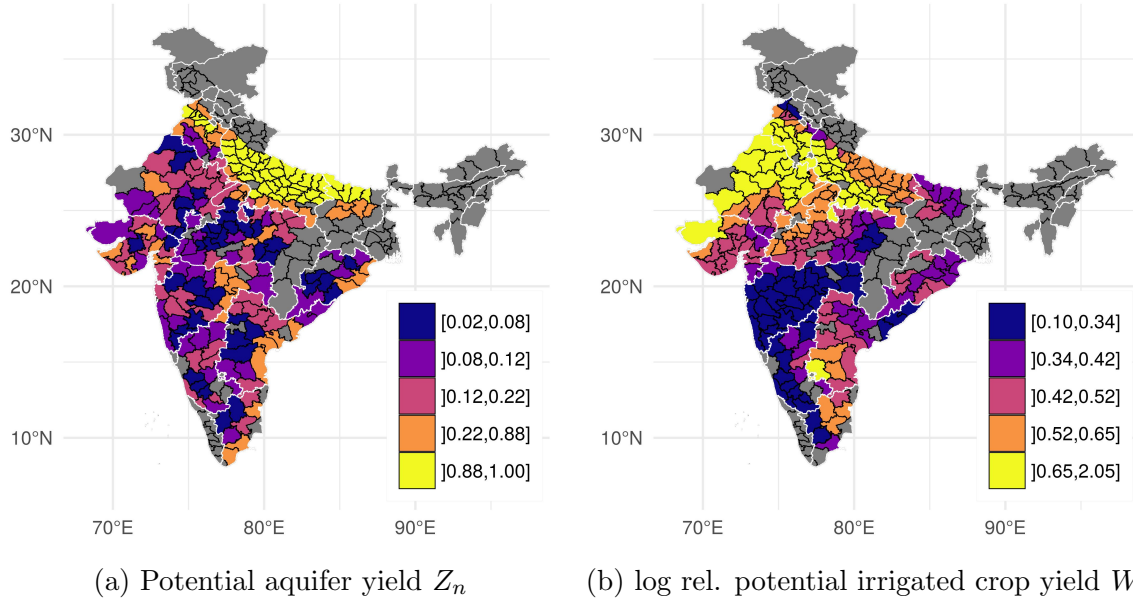 30°N
20°N
10°N
70°E 80°E 90°E
]0.02,0.08]
]0.08,0.12]
]0.12,0.22]
]0.22,0.88]
]0.88,1.00]
(a) Potential aquifer yield Zn
30°N
20°N
10°N
70°E 80°E 90°E
]0.10,0.34]
]0.34,0.42]
]0.42,0.52]
]0.52,0.65]
]0.65,2.05]
(b) log rel. potential irrigated crop yield W